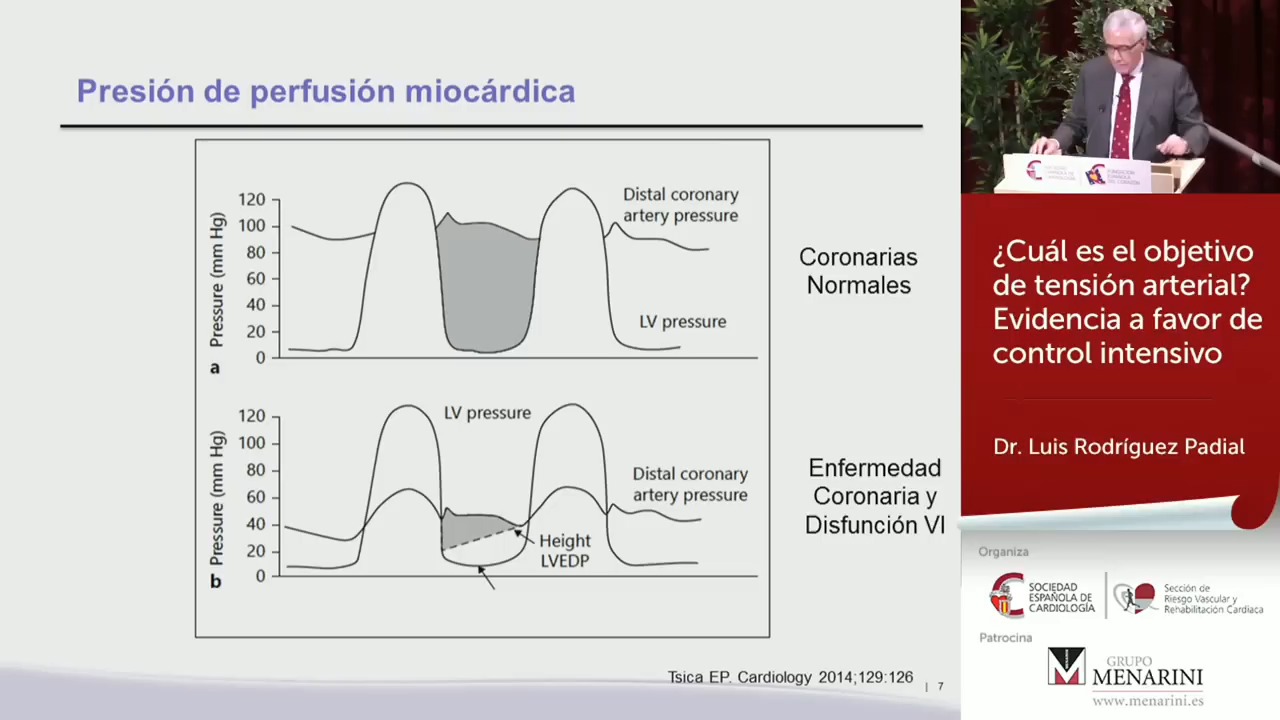 Presión de perfusión miocárdica
Pressure (mm Hg)
120
100
80
60
40
20
0
Distal coronary
artery pressure
LV pressure
a
Coronarias
Normales
Pressure (mm Hg)
120
100
80
60
40
20
0
LV pressure
Distal coronary
artery pressure
Height
LVEDP
b
Enfermedad
Coronaria y
Disfunción VI
Tsica EP. Cardiology 2014;129:126
| 7
¿Cuál es el objetivo
de tensión arterial?
Evidencia a favor de
control intensivo
Dr. Luis Rodríguez Padial
Organiza
SOCIEDAD
ESPAÑOLA DE
CARDIOLOGÍA
Sección de
Riesgo Vascular y
Rehabilitación Cardiaca
Patrocina
GRUPO
MENARINI
www.menarini.es